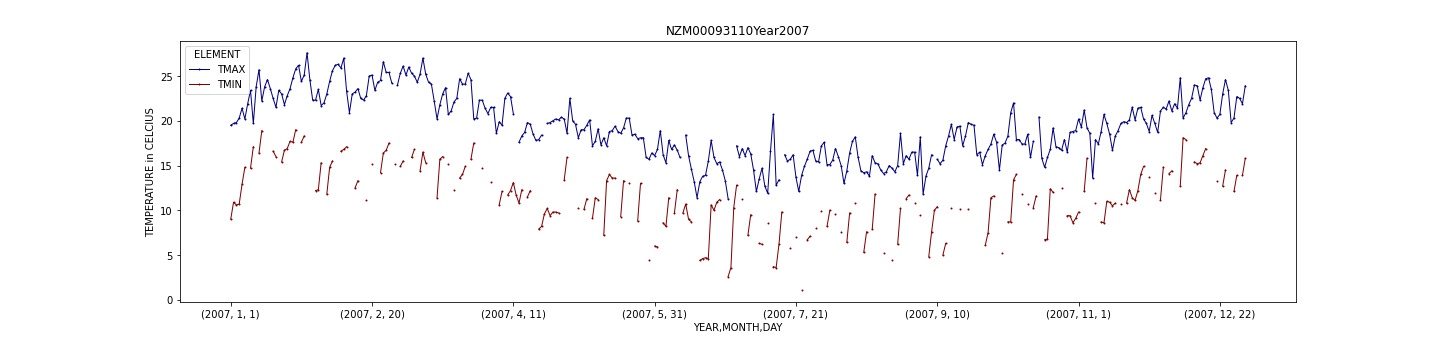 NZM00093110Year2007
ELEMENT
TMAX
TMIN
TEMPERATURE in CELCIUS
25
20
15
10
5
0
(2007, 1, 1)
(2007, 2, 20)
(2007, 4, 11)
(2007, 5, 31)
(2007, 7, 21)
(2007, 9, 10)
(2007, 11, 1)
(2007, 12, 22)
YEAR,MONTH,DAY